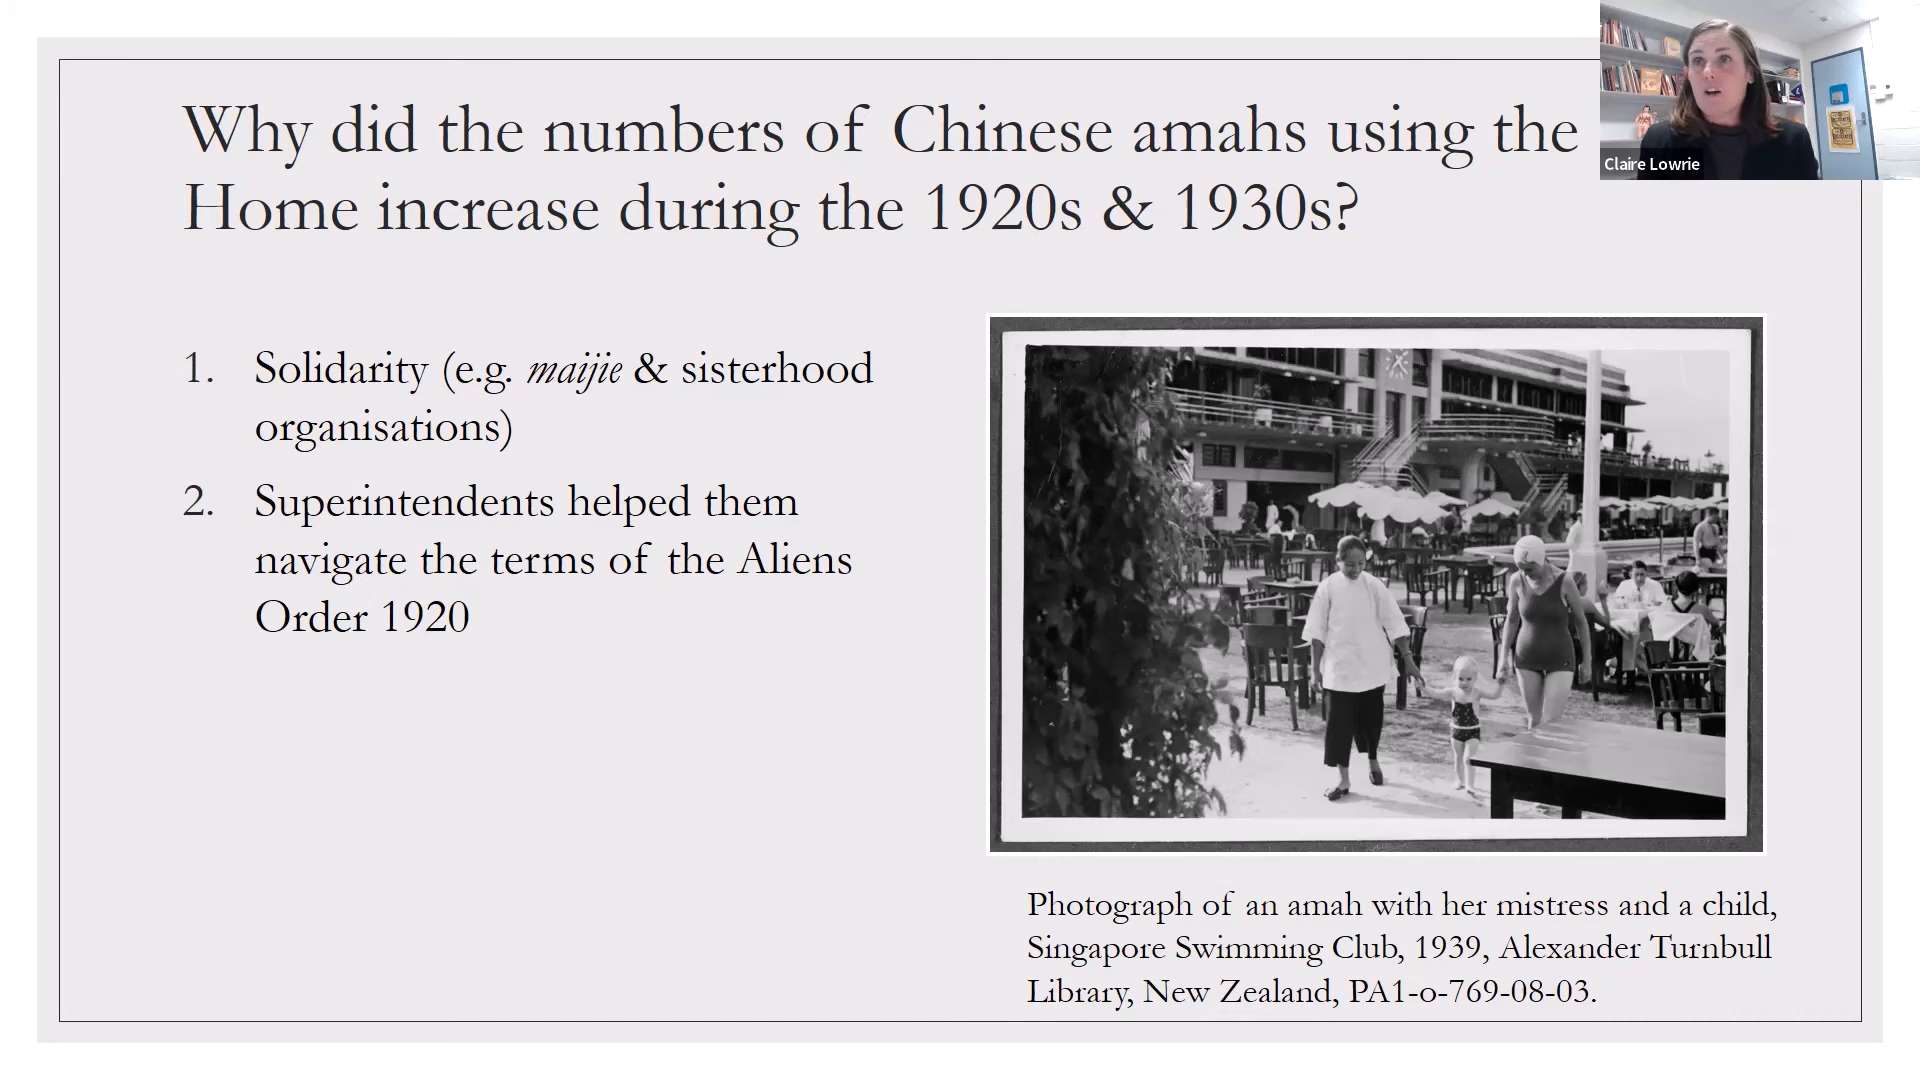 Why did the numbers of Chinese amahs using the
Home increase during the 1920s & 1930s?
Claire Lowrie
1. Solidarity (e.g. maijie & sisterhood
organisations)
2. Superintendents helped them
navigate the terms of the Aliens
Order 1920
Photograph of an amah with her mistress and a child,
Singapore Swimming Club, 1939, Alexander Turnbull
Library, New Zealand, PA1-o-769-08-03.